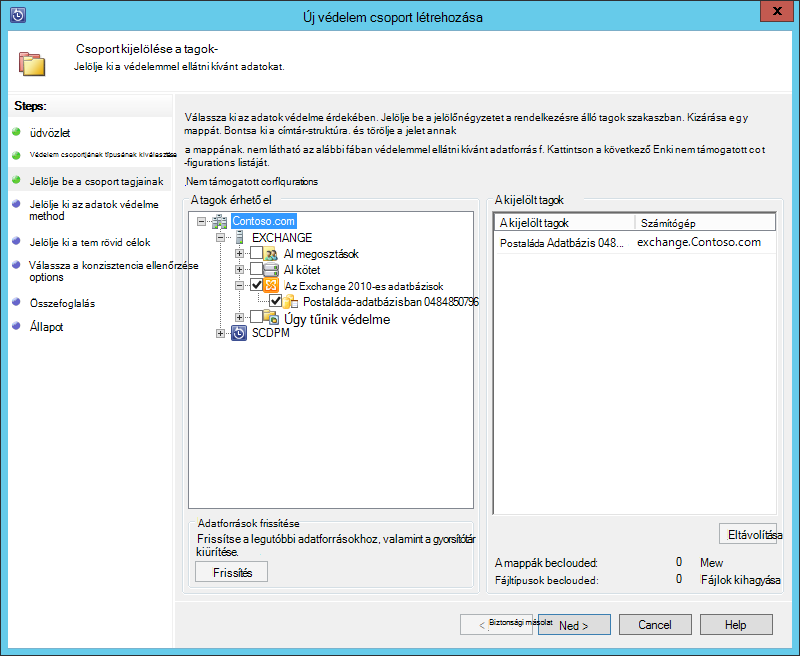 Új védelem csoport létrehozása
Csoport kijelölése a tagok-
Jelölje ki a védelemmel ellátni kívánt adatokat.
Steps:
üdvözlet
Védelem csoportjének típusának kiválasztása
Jelölje be a csoport tagjainak
Jelölje ki az adatok védelme
method
Jelölje ki a tem rövid célok
Válassza a konzisztencia ellenőrzése
options
Összefoglalás
Állapot
Válassza ki az adatok védelme érdekében. Jelölje be a jelölőnégyzetet a rendelkezésre álló tagok szakaszban. Kizárása egy
mappát. Bontsa ki a címtár-struktúra. és törölje a jelet annak
a mappának. nem látható az alábbi fában védelemmel ellátni kívánt adatforrás f. Kattintson a következő Enki nem támogatott co t
-figurations listáját.
Nem támogatott corflqurations
A tagok érhető el
Contoso.com
EXCHANGE
Al megosztások
Al kötet
Az Exchange 2010-es adatbázisok
Postaláda-adatbázisban 0484850796
Úgy tűnik védelme
SCDPM
Adatforrások frissítése
Frissítse a legutóbbi adatforrásokhoz, valamint a gyorsítótár
kiürítése.
Frissítés
A kijelölt tagok
A kijelölt tagok Számítógép
Postaláda Adatbázis 048... exchange.Contoso.com
Eltávolítása
A mappák beclouded: 0 Mew
Fájltípusok beclouded: 0 Fájlok kihagyása
< Biztonsági másolat Ned > Cancel Help